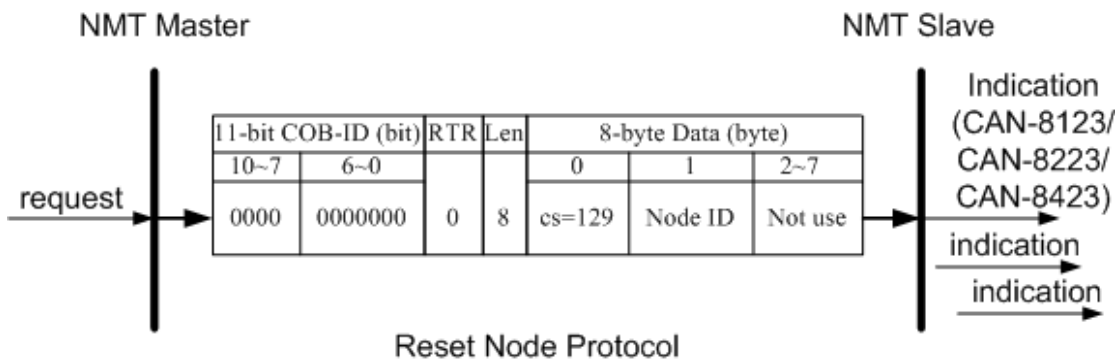 NMT Master
NMT Slave
Indication
(CAN-8123/
CAN-8223/
CAN-8423)
request
11-bit COB-ID (bit) RTR Len 8-byte Data (byte)
10~7 6~0 0 1 2~7
0000 0000000 0 8 cs=129 Node ID Not use
indication
indication
Reset Node Protocol